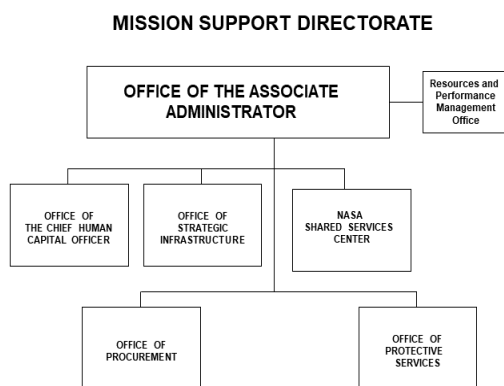 MISSION SUPPORT DIRECTORATE
OFFICE OF THE ASSOCIATE
ADMINISTRATOR
Resources and
Performance
Management
Office
OFFICE OF
THE CHIEF HUMAN
CAPITAL OFFICER
OFFICE OF
STRATEGIC
INFRASTRUCTURE
NASA
SHARED SERVICES
CENTER
OFFICE OF
PROCUREMENT
OFFICE OF
PROTECTIVE
SERVICES